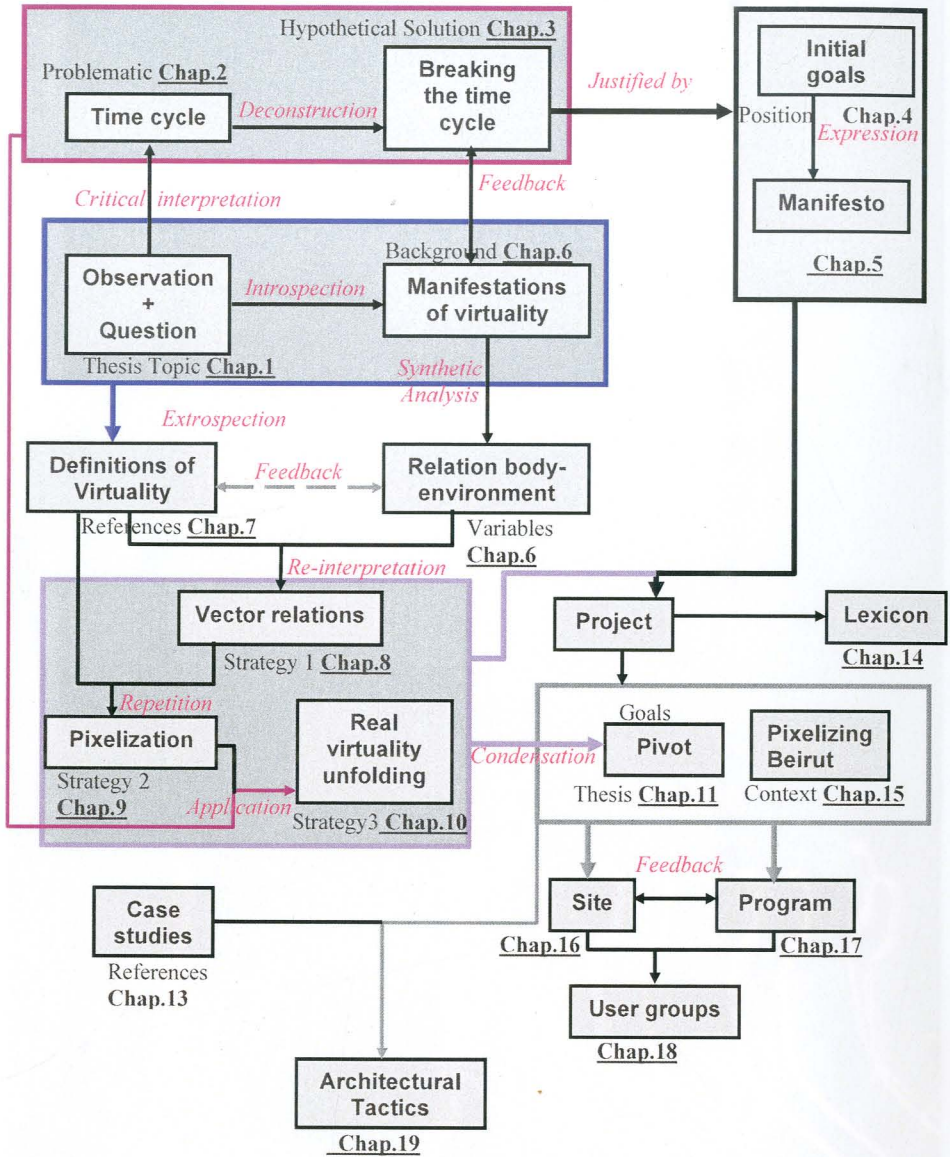 Hypothetical Solution Chap.3
Problematic Chap.2
Time cycle
Deconstruction
Breaking
the time
cycle
Justified by
Initial
goals
Position
Chap.4
Expression
Manifesto
Chap.5
Critical interpretation
Feedback
Background Chap.6
Observation
+
Question
Introspection
Manifestations
of virtuality
Thesis Topic Chap.1
Synthetic
Analysis
Extrospection
Definitions of
Virtuality
Feedback
Relation body-
environment
References Chap.7
Variables
Chap.6
Re-interpretation
Vector relations
Strategy 1 Chap.8
Project
Lexicon
Chap.14
Repetition
Pixelization
Strategy 2
Chap.9
Application
Real
virtuality
unfolding
Strategy3 Chap.10
Condensation
Goals
Pivot
Thesis Chap.11
Pixelizing
Beirut
Context Chap.15
Feedback
Site
Chap.16
Program
Chap.17
Case
studies
References
Chap.13
User groups
Chap.18
Architectural
Tactics
Chap.19